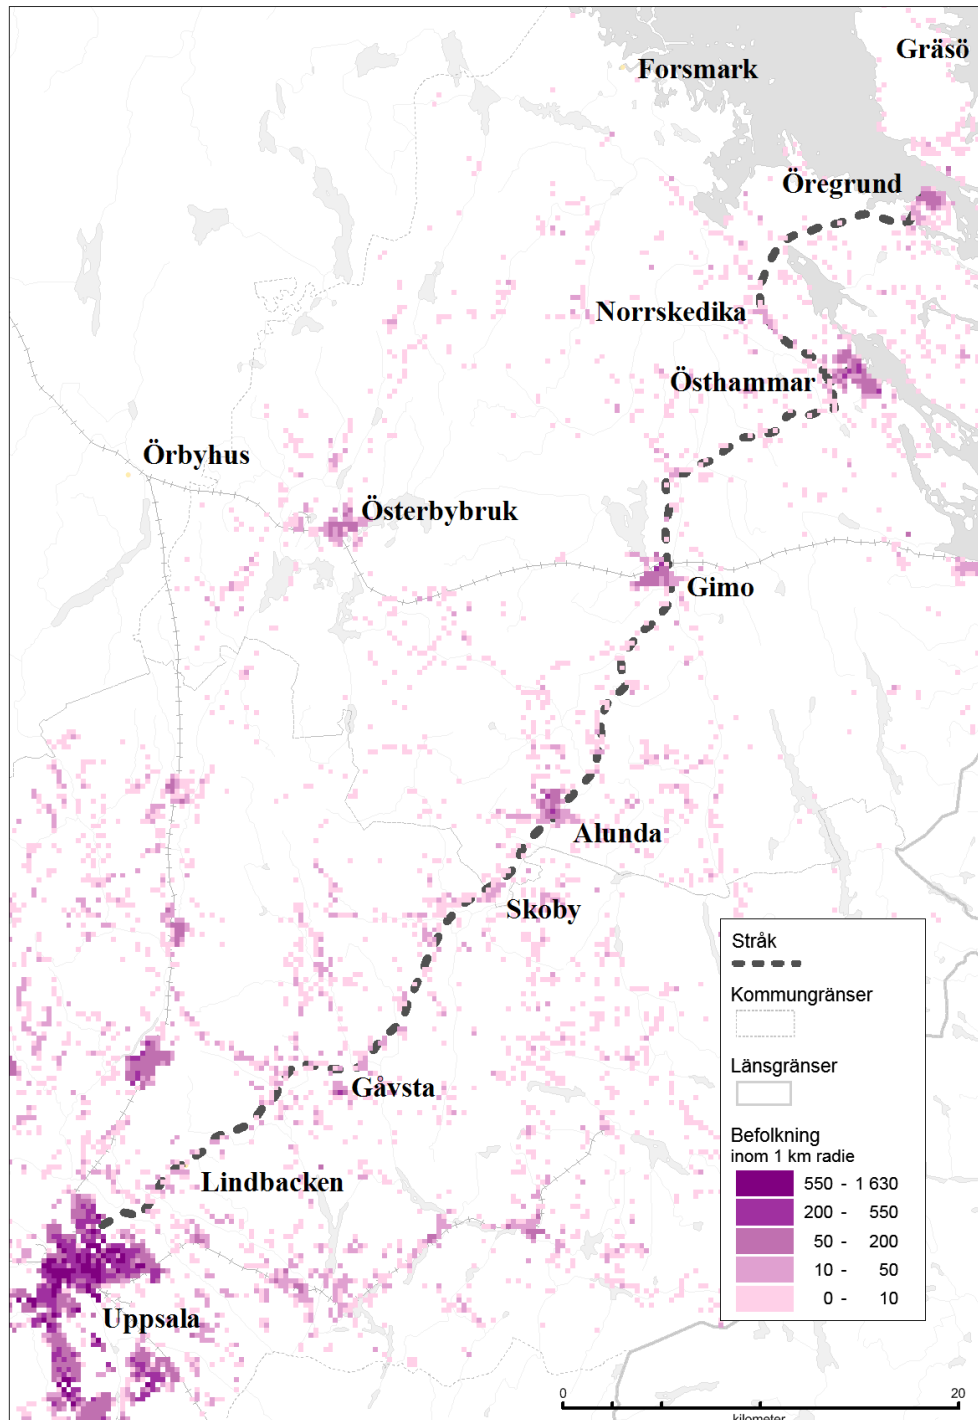 Gräsö
Forsmark
Öregrund
Norrskedika
Östhammar
Örbyhus
Österbybruk
Gimo
Alunda
Skoby
Gåvsta
Lindbacken
Uppsala
Stråk
Kommungränser
Länsgränser
Befolkning
inom 1 km radie
550 - 1 630
200 - 550
50 - 200
10 - 50
0 - 10
0 20
kilometer